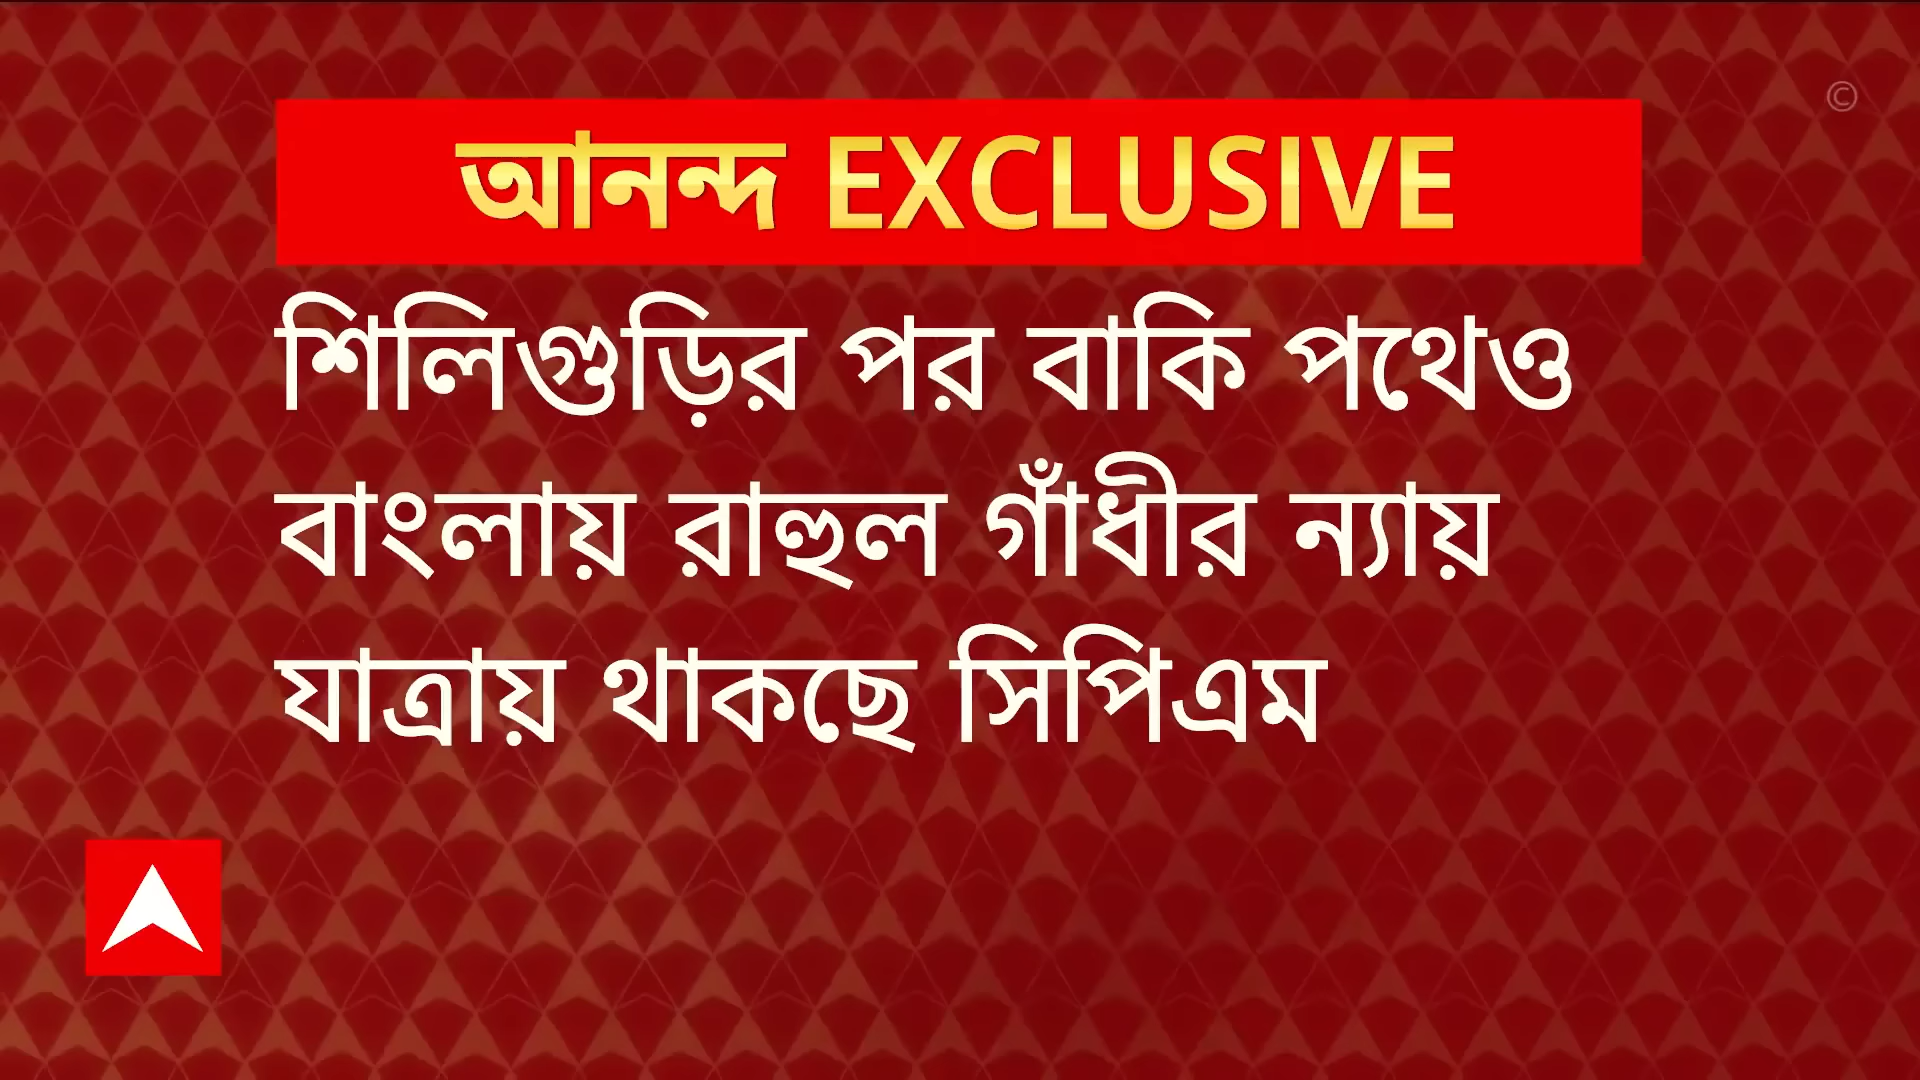 ©
আনন্দ EXCLUSIVE
শিলিগুড়ির পর বাকি পথেও
বাংলায় রাহুল গাঁধীর ন্যায়
যাত্রায় থাকছে সিপিএম